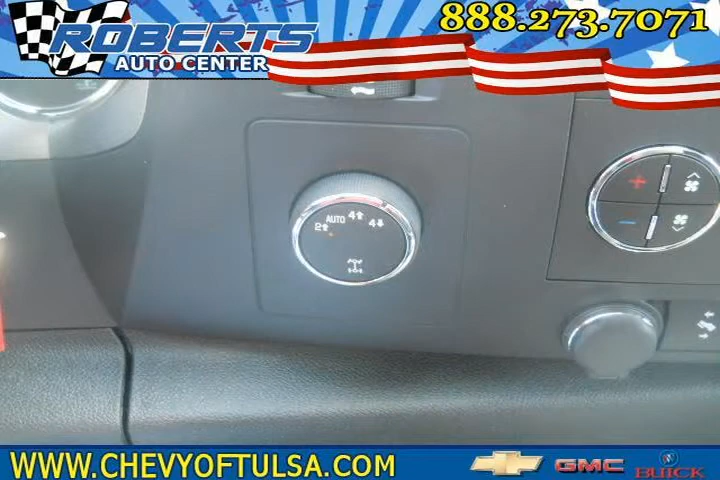 ROBERTS
AUTO CENTER
888.273.7071
AUTO 4
2
4
WWW.CHEVYOFTULSA.COM
GMC
BUICK